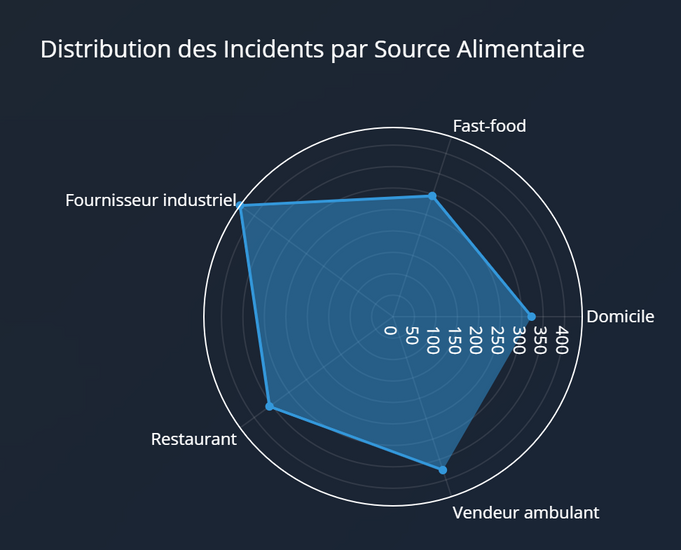 Distribution des Incidents par Source Alimentaire
Fast-food
Fournisseur industriel
Domicile
0
50
100
150
200
250
300
350
400
Restaurant
Vendeur ambulant